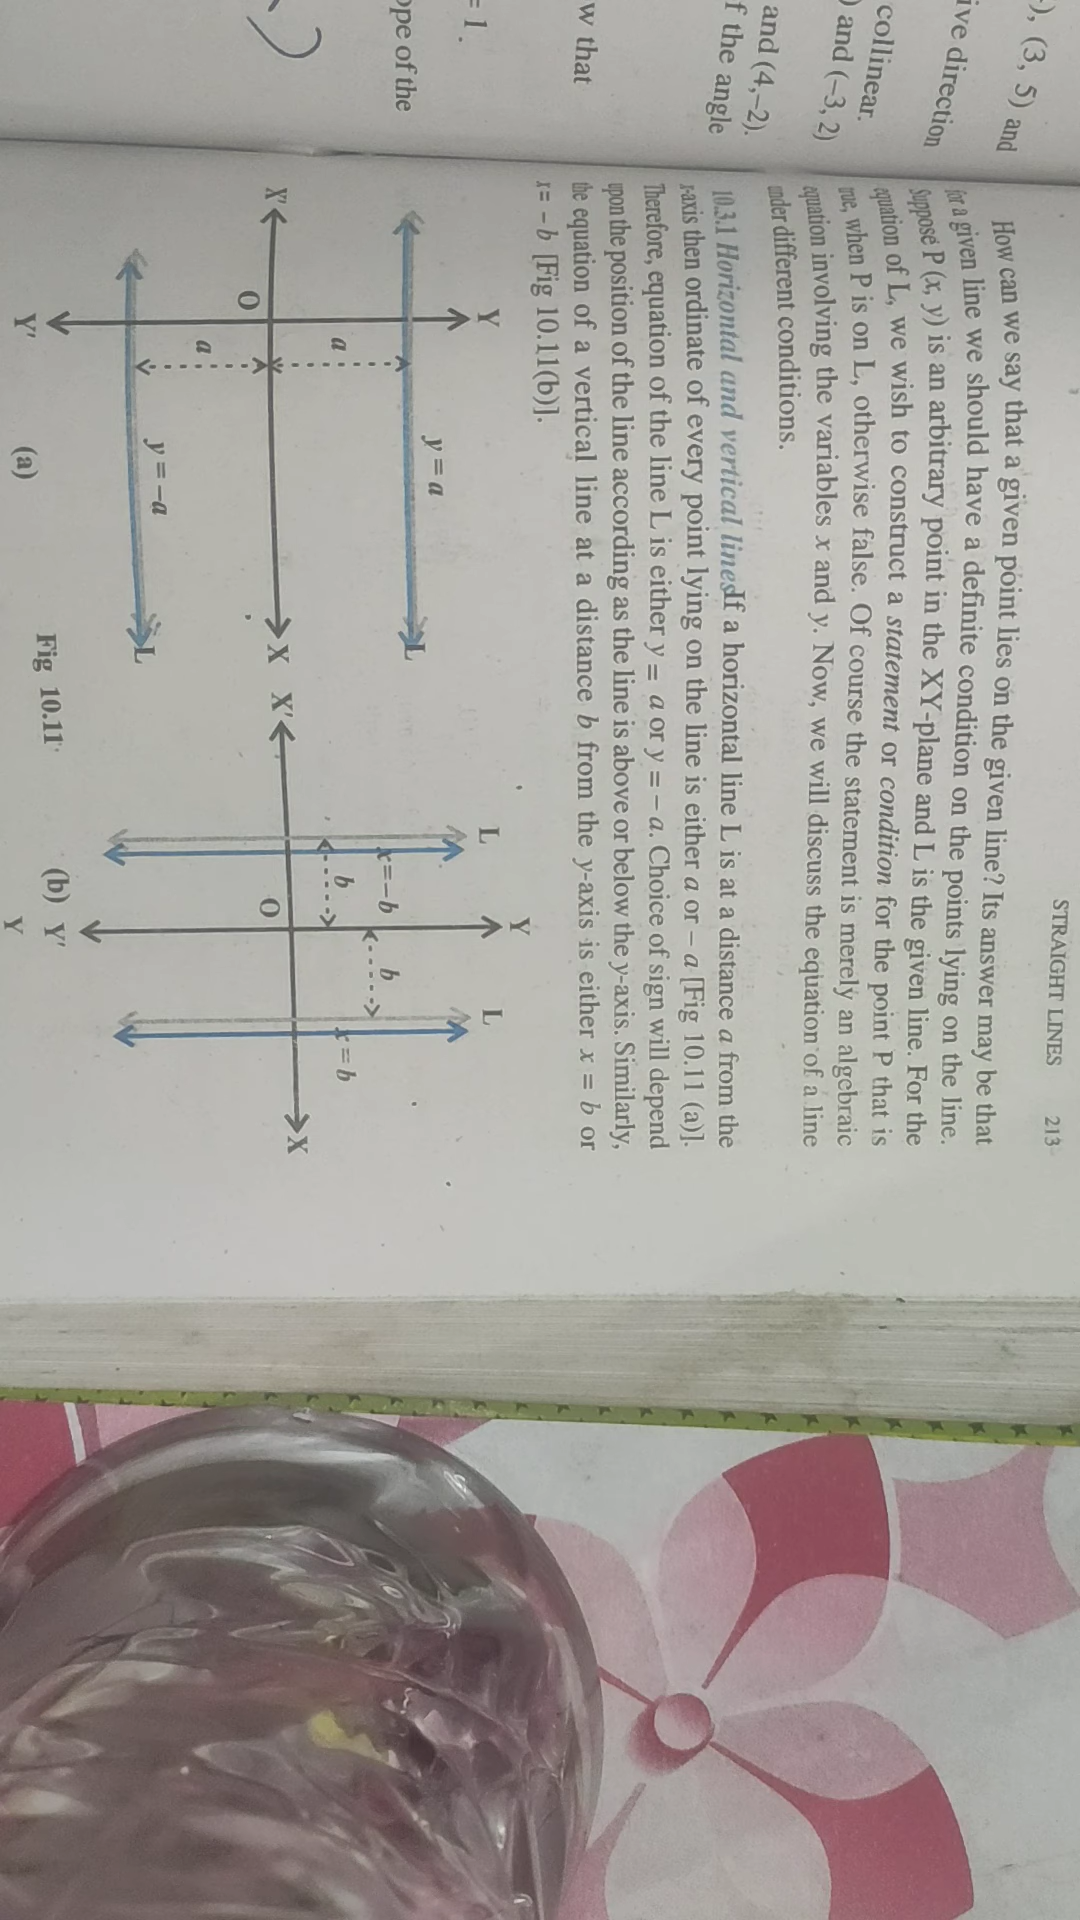 ), (3, 5) and
ive direction
collinear.
) and (–3, 2)
and (4,–2).
f the angle
w that
= 1 .
ope of the
STRAIGHT LINES 213
How can we say that a given point lies on the given line? Its answer may be that
for a given line we should have a definite condition on the points lying on the line.
Suppose P (x, y) is an arbitrary point in the XY-plane and L is the given line. For the
equation of L, we wish to construct a statement or condition for the point P that is
true, when P is on L, otherwise false. Of course the statement is merely an algebraic
equation involving the variables x and y. Now, we will discuss the equation of a line
under different conditions.
10.3.1 Horizontal and vertical lines If a horizontal line L is at a distance a from the
x-axis then ordinate of every point lying on the line is either a or – a [Fig 10.11 (a)].
Therefore, equation of the line L is either y = a or y = – a. Choice of sign will depend
upon the position of the line according as the line is above or below the y-axis. Similarly,
the equation of a vertical line at a distance b from the y-axis is either x = b or
x = – b [Fig 10.11(b)].
Y
y = a
L
a
X'
O
X
a
y = –a
L
Y'
(a)
L
Y
L
x = –b
b
b
x = b
X'
O
X
(b)
Y'
Fig 10.11
Y